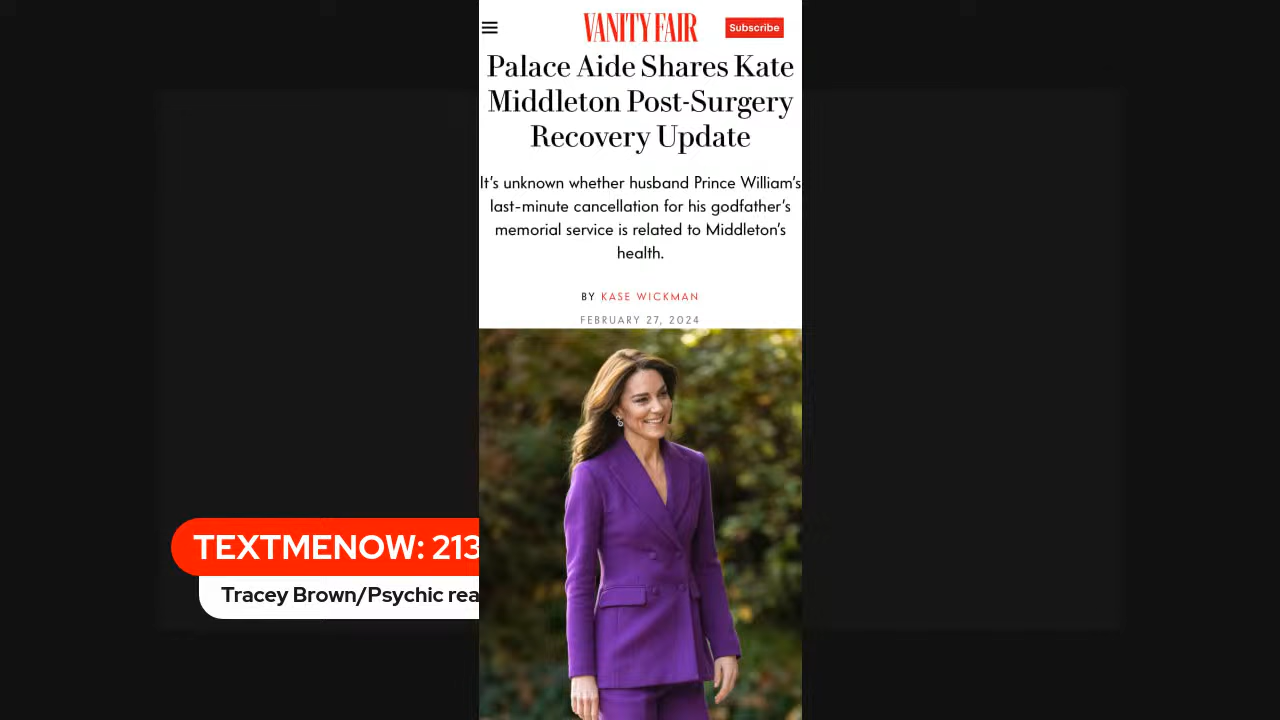 VANITY FAIR
Subscribe
Palace Aide Shares Kate
Middleton Post-Surgery
Recovery Update
It's unknown whether husband Prince William's
last-minute cancellation for his godfather's
memorial service is related to Middleton's
health.
BY KASE WICKMAN
FEBRUARY 27, 2024
TEXTMENOW: 213
Tracey Brown/Psychic rea